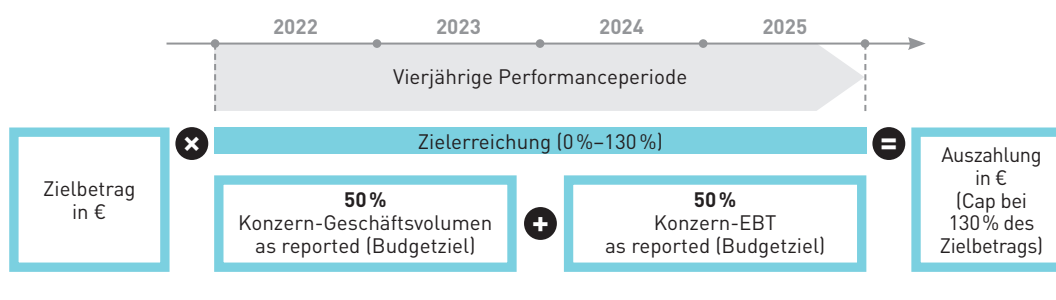 2022 2023 2024 2025
Vierjährige Performanceperiode
Zielbetrag
in €
×
Zielerreichung (0 %–130 %)
50 %
Konzern-Geschäftsvolumen
as reported (Budgetziel)
+
50 %
Konzern-EBT
as reported (Budgetziel)
=
Auszahlung
in €
(Cap bei
130 % des
Zielbetrags)